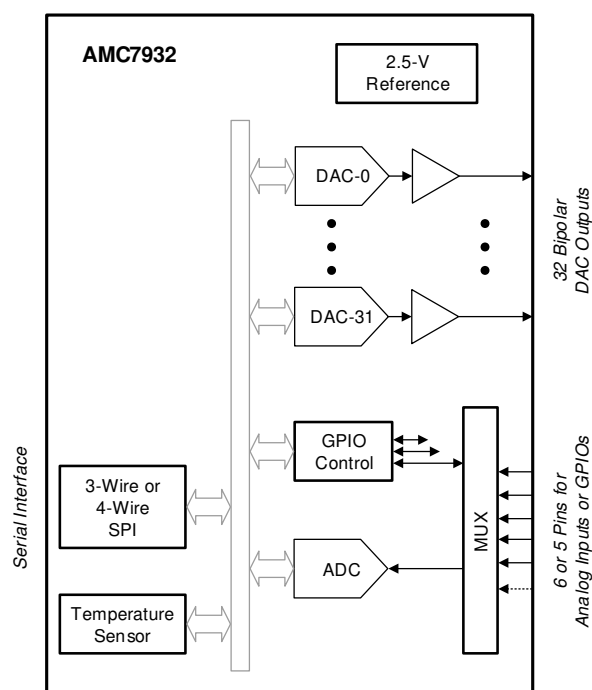 AMC7932
2.5-V
Reference
DAC-0
32 Bipolar
DAC Outputs
DAC-31
GPIO
Control
Serial Interface
3-Wire or
4-Wire
SPI
MUX
6 or 5 Pins for
Analog Inputs or GPIOs
ADC
Temperature
Sensor